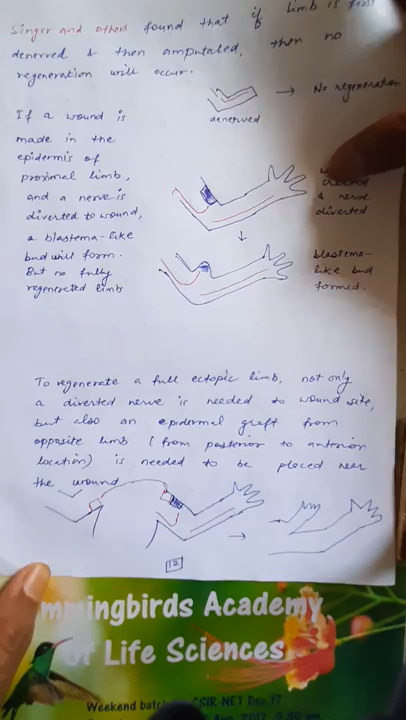 Singer and others found that if limb is first
denerved & then amputated, then no
regeneration will occur.
→ No regeneration
denerved
If a wound is
made in the
epidermis of
proximal limb,
and a nerve is
diverted to wound,
a blastema-like
bud will form.
But no fully
regenerated limb
created
& nerve
diverted
blastema-
like bud
formed.
To regenerate a full ectopic limb, not only
a diverted nerve is needed to wound site,
but also an epidermal graft from
opposite limb (from posterior to anterior
location) is needed to be placed near
the wound
12
mmingbirds Academy
of Life Sciences
Weekend batch "CSIR-NET Dec 17
2017